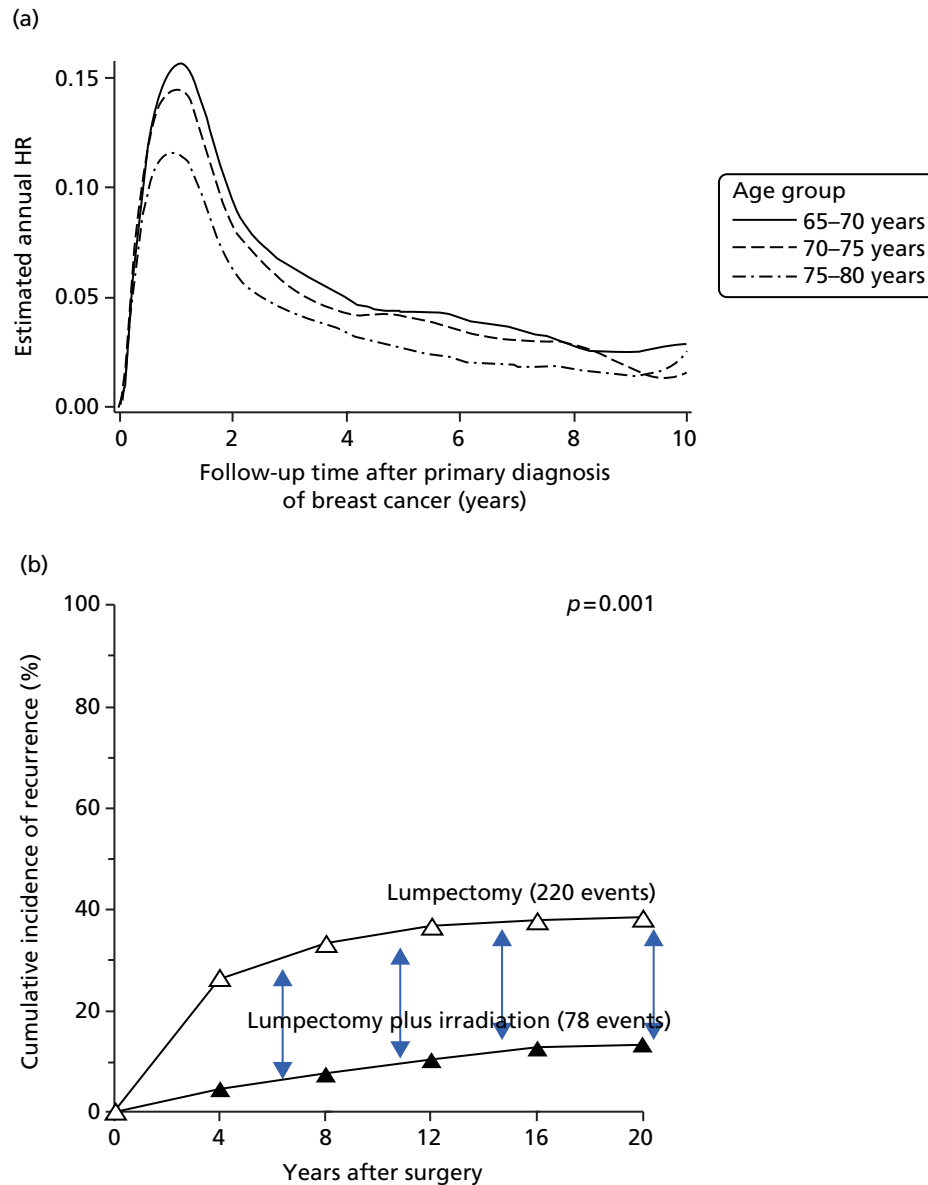 (a)
Estimated annual HR
0.15
0.10
0.05
0.00
0
2
4
6
8
10
Follow-up time after primary diagnosis
of breast cancer (years)
Age group
65–70 years
70–75 years
75–80 years
(b)
Cumulative incidence of recurrence (%)
100
80
60
40
20
0
p=0.001
Lumpectomy (220 events)
Lumpectomy plus irradiation (78 events)
0
4
8
12
16
20
Years after surgery